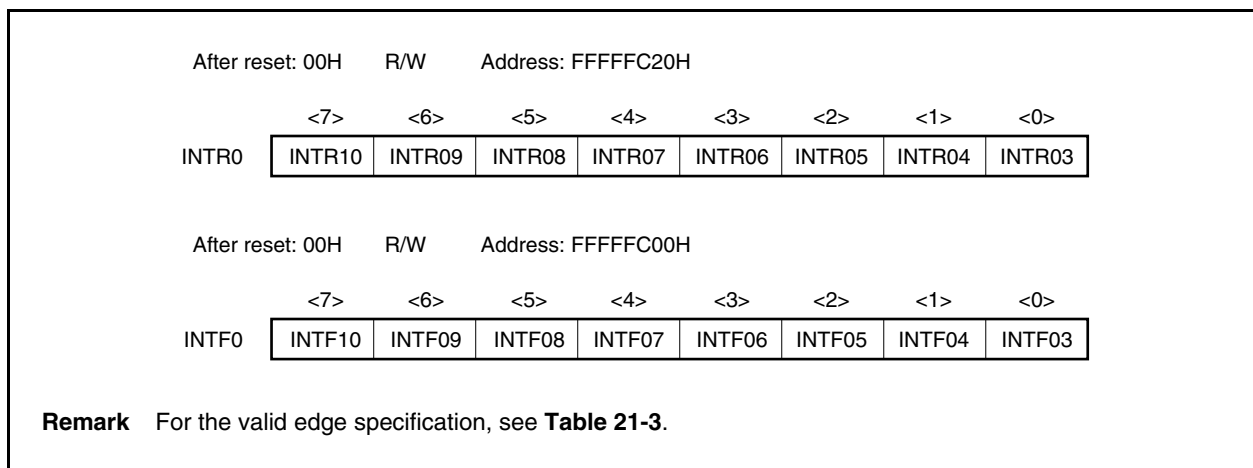 After reset: 00H R/W Address: FFFFFC20H
<7> <6> <5> <4> <3> <2> <1> <0>
INTR0 INTR10 INTR09 INTR08 INTR07 INTR06 INTR05 INTR04 INTR03
After reset: 00H R/W Address: FFFFFC00H
<7> <6> <5> <4> <3> <2> <1> <0>
INTF0 INTF10 INTF09 INTF08 INTF07 INTF06 INTF05 INTF04 INTF03
Remark For the valid edge specification, see Table 21-3.